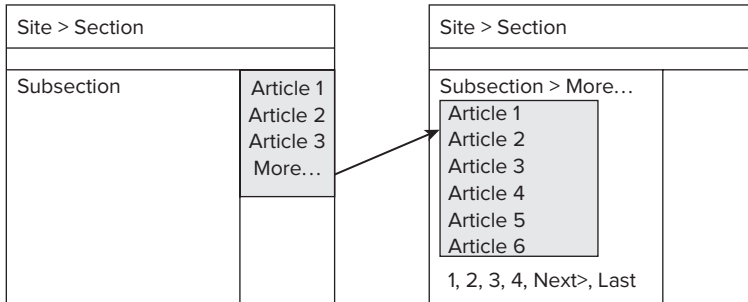 Site > Section
Subsection
Article 1
Article 2
Article 3
More...
Site > Section
Subsection > More...
Article 1
Article 2
Article 3
Article 4
Article 5
Article 6
1, 2, 3, 4, Next>, Last